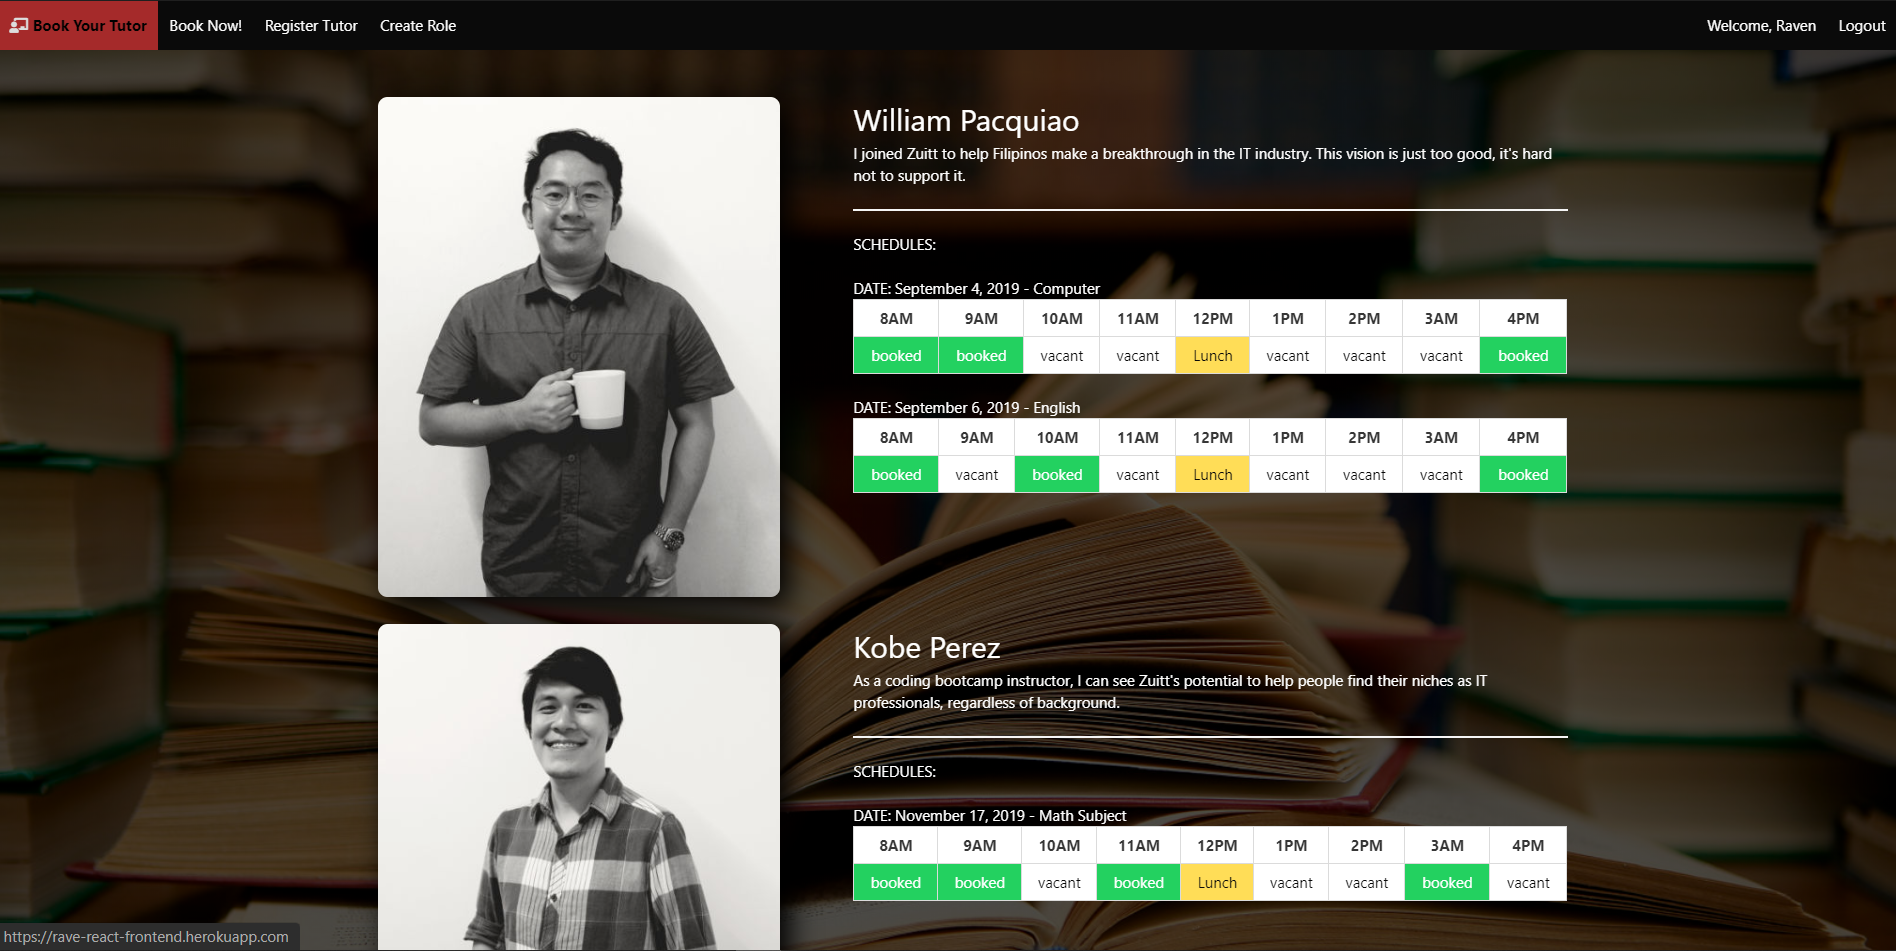 Book Your Tutor Book Now! Register Tutor Create Role Welcome, Raven Logout
William Pacquiao
I joined Zuitt to help Filipinos make a breakthrough in the IT industry. This vision is just too good, it's hard
not to support it.
SCHEDULES:
DATE: September 4, 2019 - Computer
8AM 9AM 10AM 11AM 12PM 1PM 2PM 3AM 4PM
booked booked vacant vacant Lunch vacant vacant vacant booked
DATE: September 6, 2019 - English
8AM 9AM 10AM 11AM 12PM 1PM 2PM 3AM 4PM
booked vacant booked vacant Lunch vacant vacant vacant booked
Kobe Perez
As a coding bootcamp instructor, I can see Zuitt's potential to help people find their niches as IT
professionals, regardless of background.
SCHEDULES:
DATE: November 17, 2019 - Math Subject
8AM 9AM 10AM 11AM 12PM 1PM 2PM 3AM 4PM
booked booked vacant booked Lunch vacant vacant booked vacant
https://rave-react-frontend.herokuapp.com